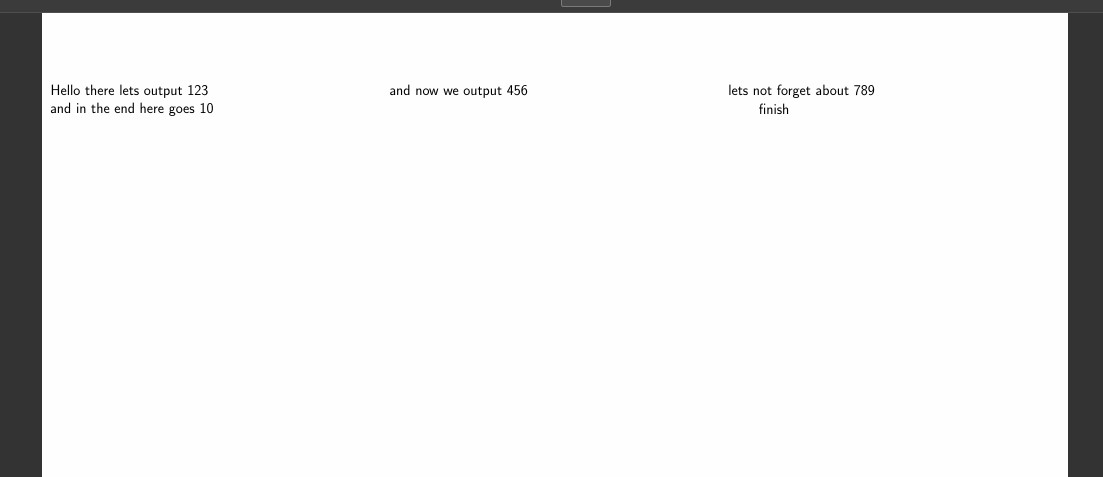 Hello there lets output 123
and in the end here goes 10
and now we output 456
lets not forget about 789
finish